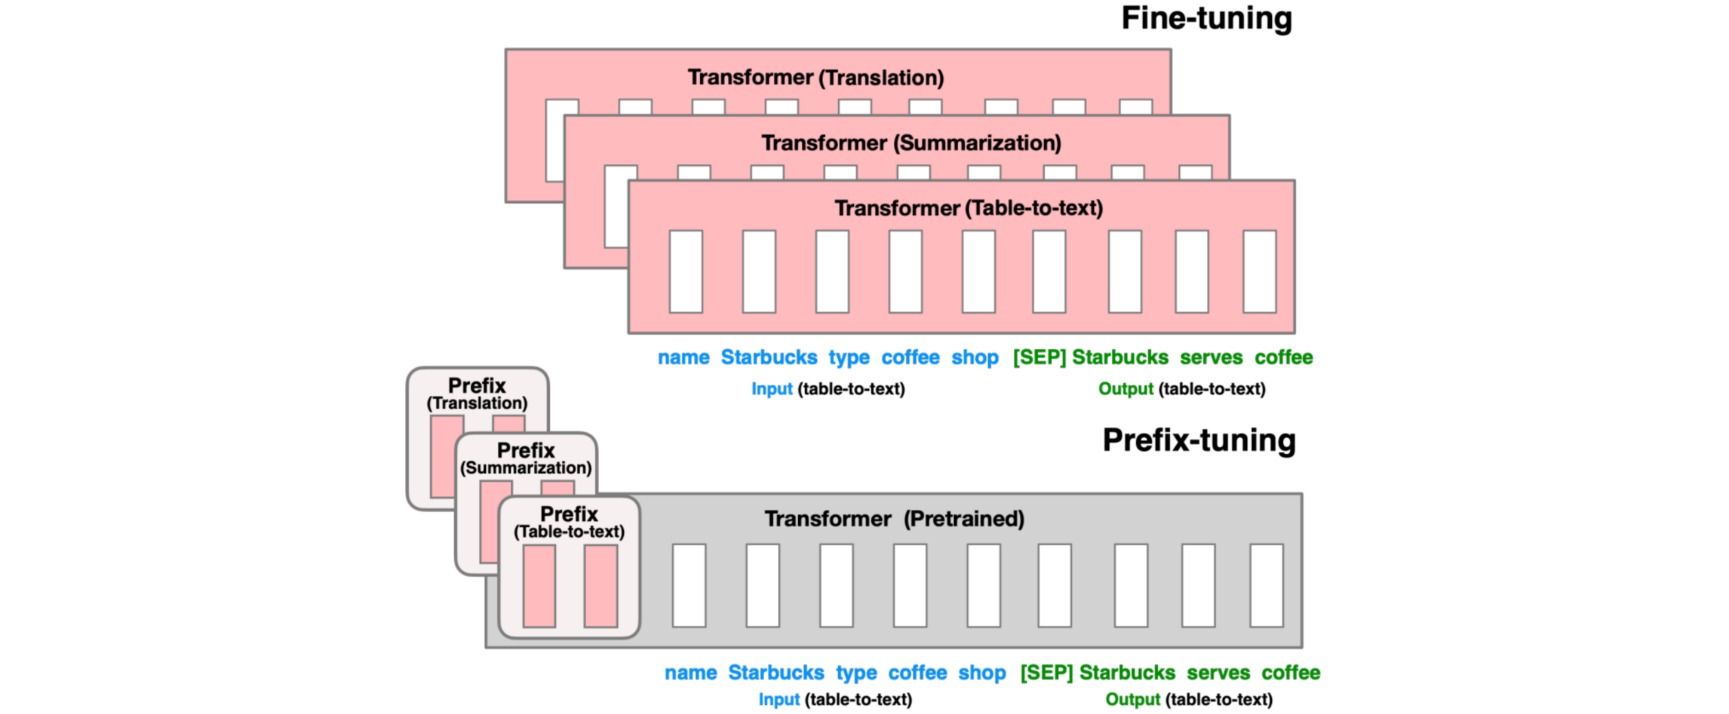 Fine-tuning
Transformer (Translation)
Transformer (Summarization)
Transformer (Table-to-text)
name Starbucks type coffee shop [SEP] Starbucks serves coffee
Input (table-to-text) Output (table-to-text)
Prefix
(Translation)
Prefix-tuning
Prefix
(Summarization)
Prefix
(Table-to-text)
Transformer (Pretrained)
name Starbucks type coffee shop [SEP] Starbucks serves coffee
Input (table-to-text) Output (table-to-text)